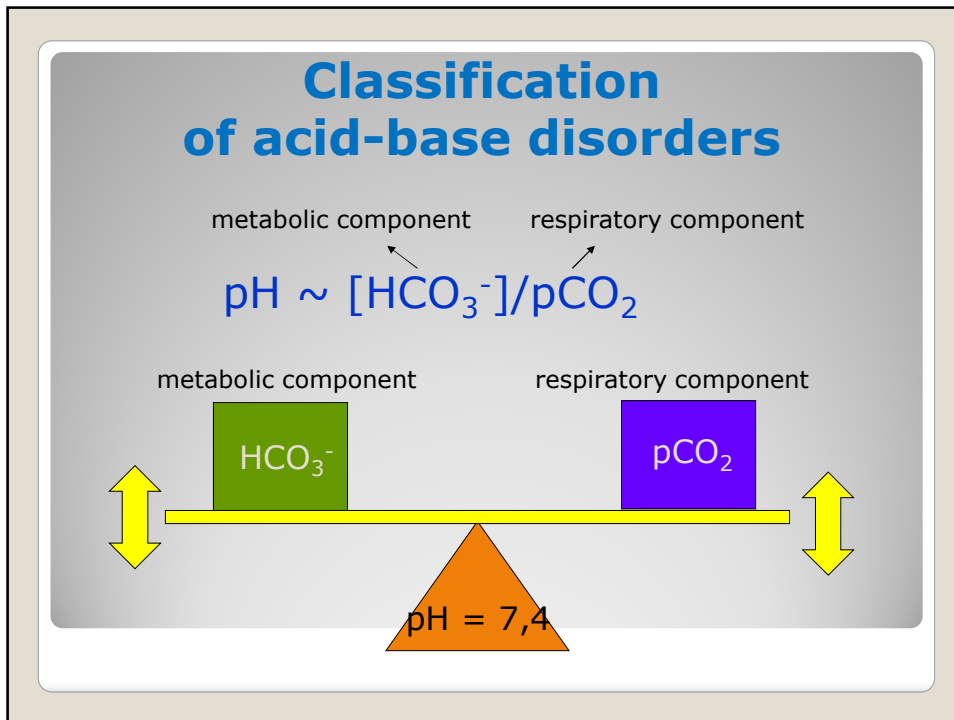 Classification
of acid-base disorders
metabolic component respiratory component
pH ~ [HCO₃⁻]/pCO₂
metabolic component respiratory component
HCO₃⁻ pCO₂
pH = 7,4